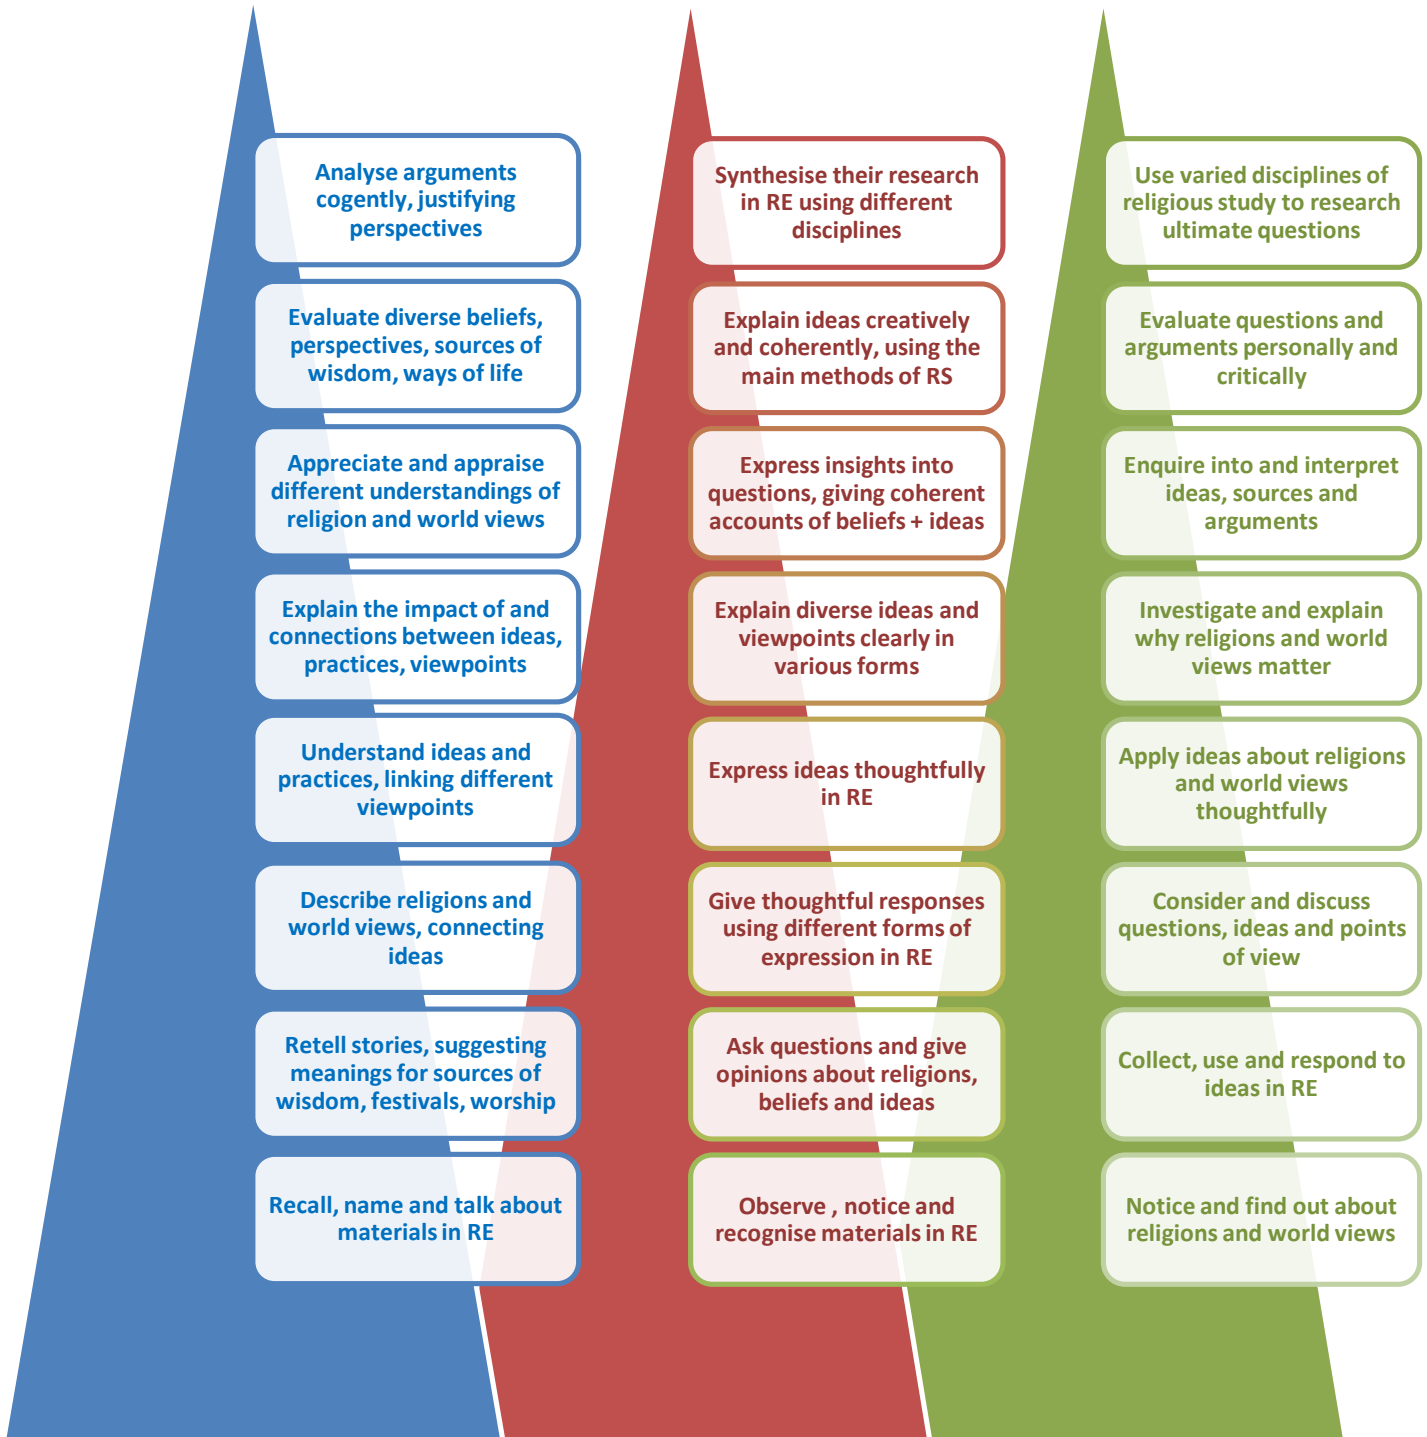 Analyse arguments
cogently, justifying
perspectives
Evaluate diverse beliefs,
perspectives, sources of
wisdom, ways of life
Appreciate and appraise
different understandings of
religion and world views
Explain the impact of and
connections between ideas,
practices, viewpoints
Understand ideas and
practices, linking different
viewpoints
Describe religions and
world views, connecting
ideas
Retell stories, suggesting
meanings for sources of
wisdom, festivals, worship
Recall, name and talk about
materials in RE
Synthesise their research
in RE using different
disciplines
Explain ideas creatively
and coherently, using the
main methods of RS
Express insights into
questions, giving coherent
accounts of beliefs + ideas
Explain diverse ideas and
viewpoints clearly in
various forms
Express ideas thoughtfully
in RE
Give thoughtful responses
using different forms of
expression in RE
Ask questions and give
opinions about religions,
beliefs and ideas
Observe , notice and
recognise materials in RE
Use varied disciplines of
religious study to research
ultimate questions
Evaluate questions and
arguments personally and
critically
Enquire into and interpret
ideas, sources and
arguments
Investigate and explain
why religions and world
views matter
Apply ideas about religions
and world views
thoughtfully
Consider and discuss
questions, ideas and points
of view
Collect, use and respond to
ideas in RE
Notice and find out about
religions and world views